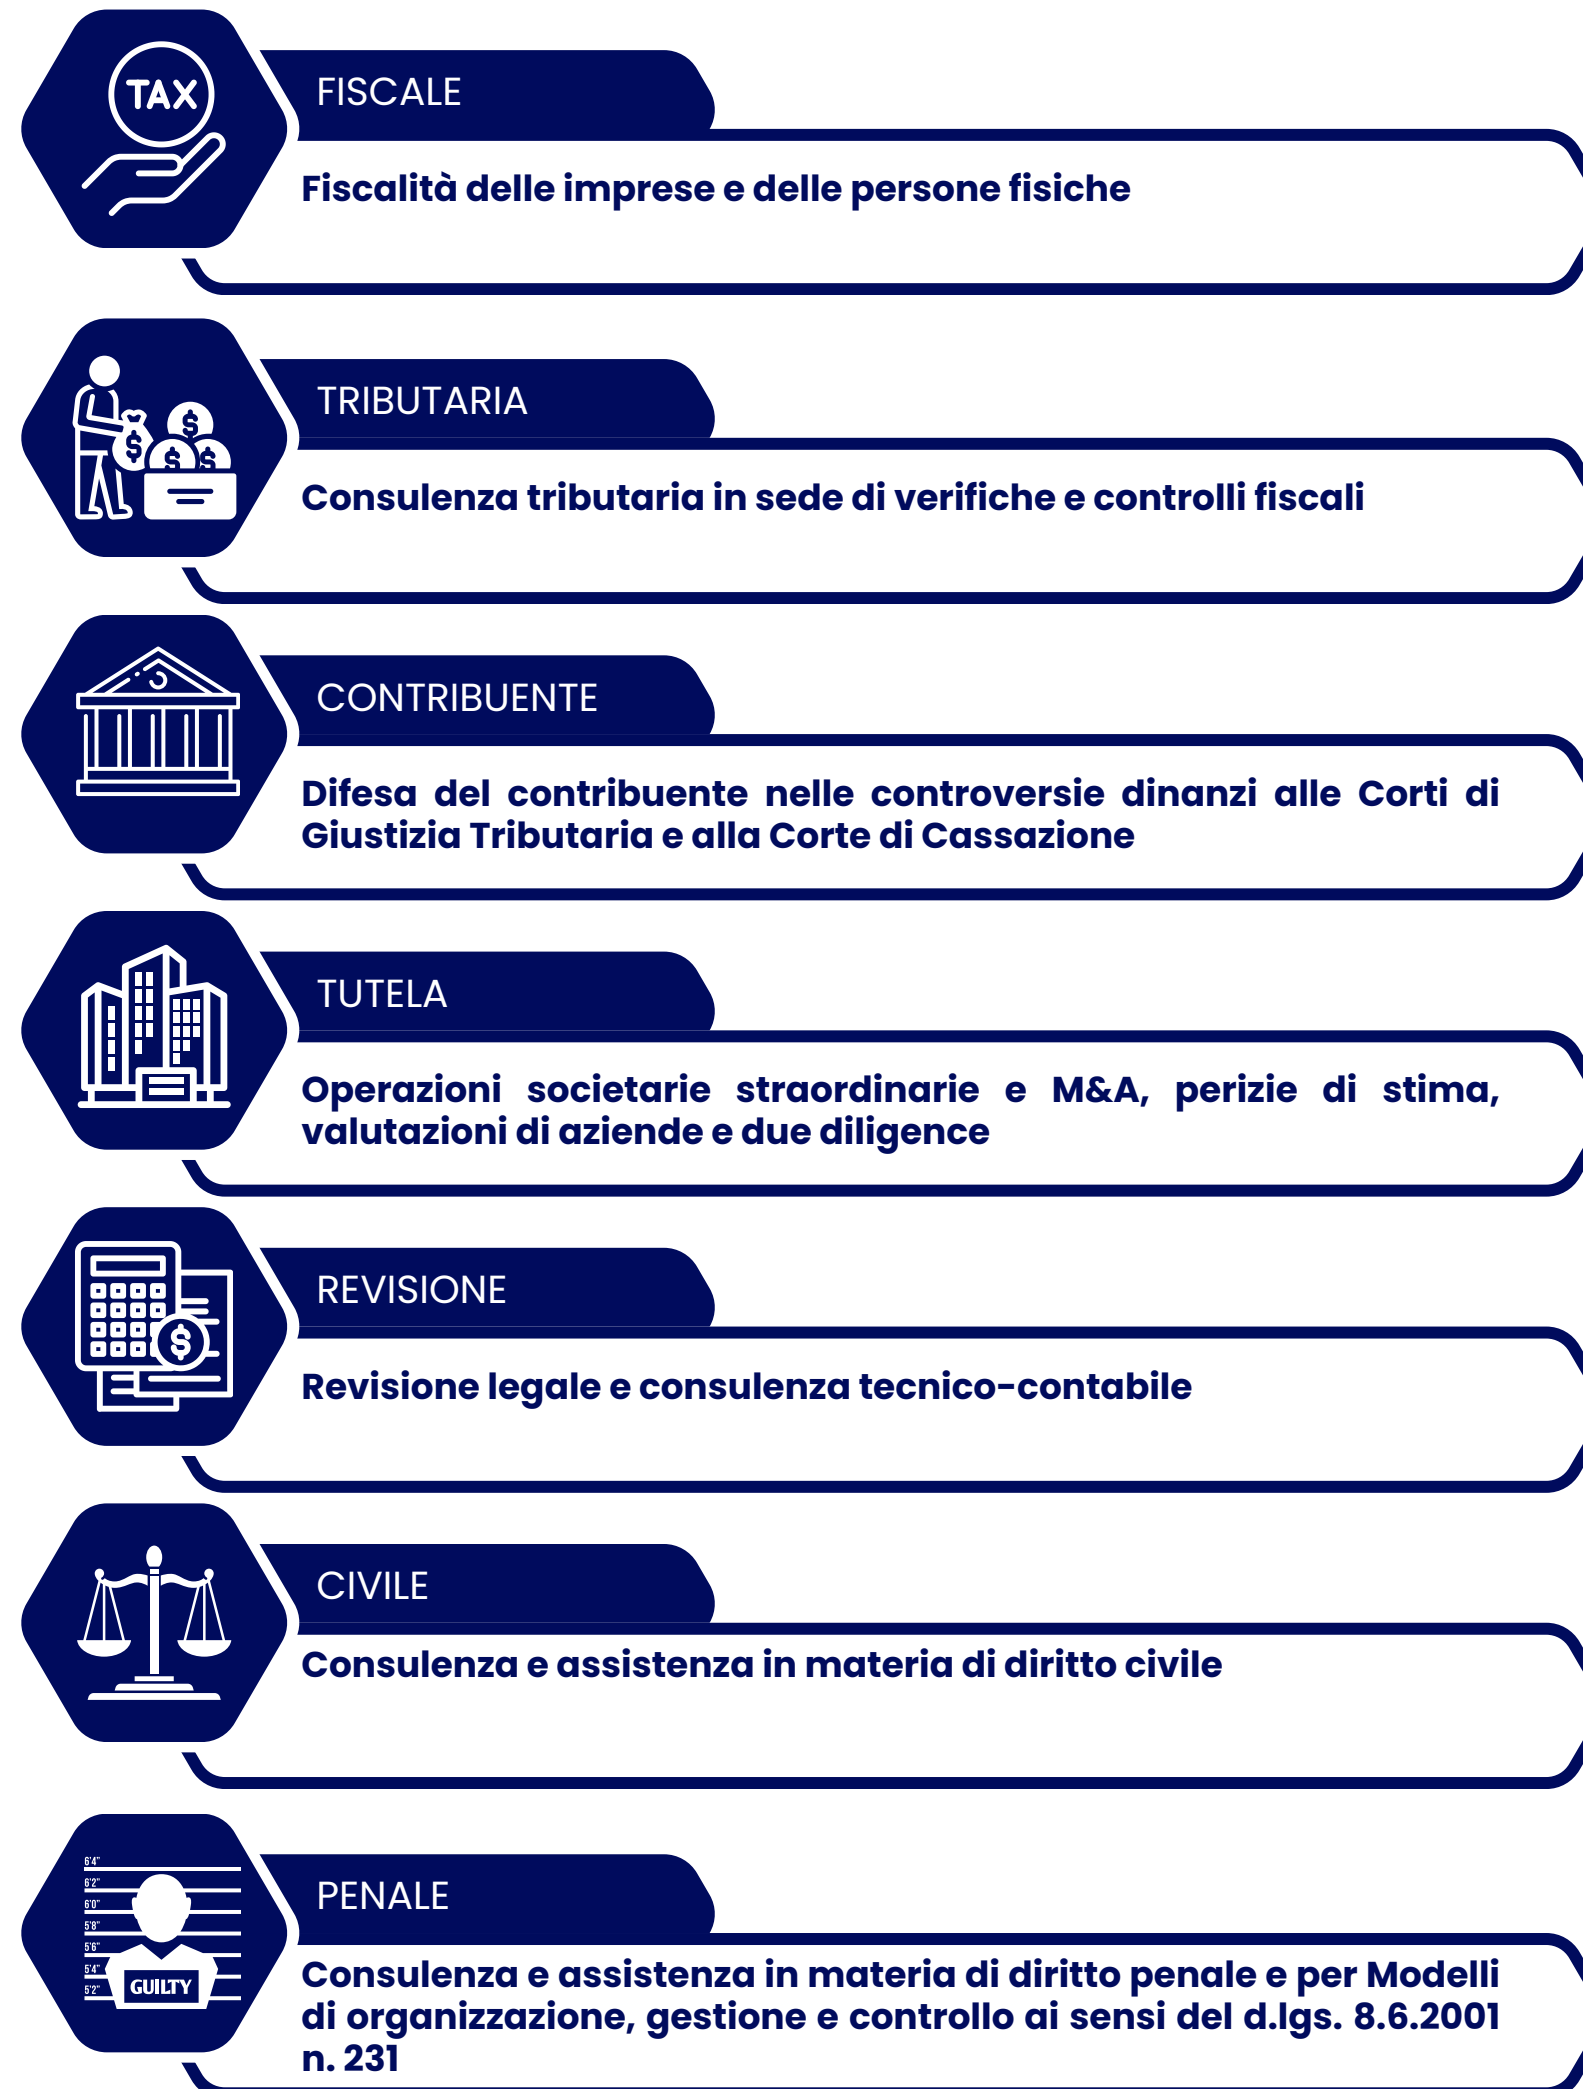 TAX
FISCALE
Fiscalità delle imprese e delle persone fisiche
$
$
$
$
TRIBUTARIA
Consulenza tributaria in sede di verifiche e controlli fiscali
CONTRIBUENTE
Difesa del contribuente nelle controversie dinanzi alle Corti di
Giustizia Tributaria e alla Corte di Cassazione
TUTELA
Operazioni societarie straordinarie e M&A, perizie di stima,
valutazioni di aziende e due diligence
$
REVISIONE
Revisione legale e consulenza tecnico-contabile
CIVILE
Consulenza e assistenza in materia di diritto civile
6'4"
6'2"
6'0"
5'8"
5'6"
5'4"
5'2"
GUILTY
PENALE
Consulenza e assistenza in materia di diritto penale e per Modelli
di organizzazione, gestione e controllo ai sensi del d.lgs. 8.6.2001
n. 231